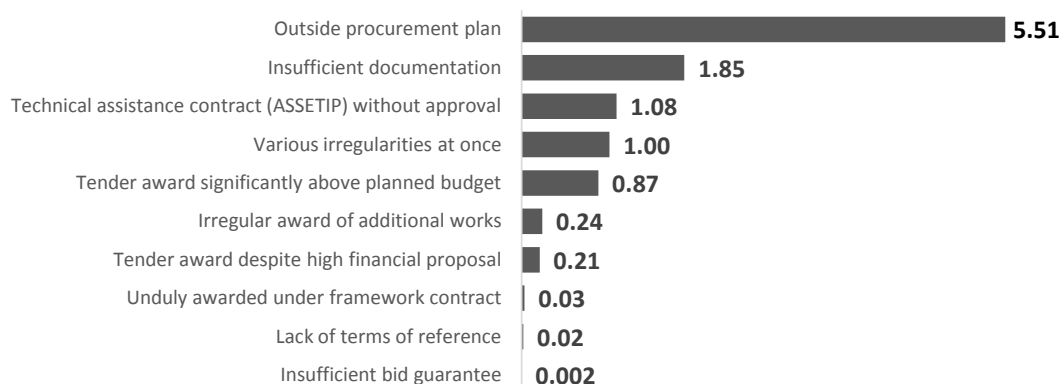 Outside procurement plan 5.51
Insufficient documentation 1.85
Technical assistance contract (ASSETIP) without approval 1.08
Various irregularities at once 1.00
Tender award significantly above planned budget 0.87
Irregular award of additional works 0.24
Tender award despite high financial proposal 0.21
Unduly awarded under framework contract 0.03
Lack of terms of reference 0.02
Insufficient bid guarantee 0.002